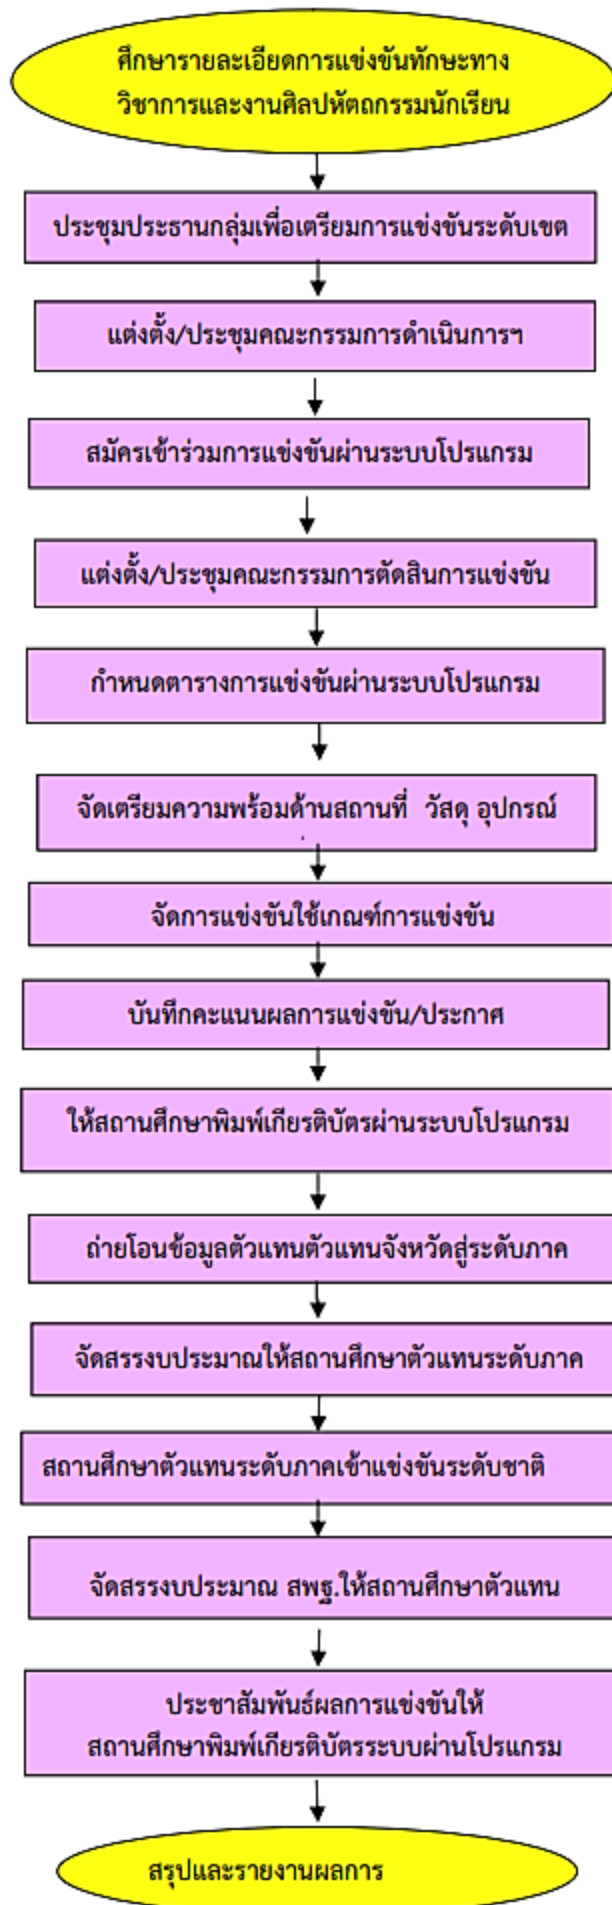 ศึกษารายละเอียดการแข่งขันทักษะทาง
วิชาการและงานศิลปหัตถกรรมนักเรียน
ประชุมประธานกลุ่มเพื่อเตรียมการแข่งขันระดับเขต
แต่งตั้ง/ประชุมคณะกรรมการดำเนินการฯ
สมัครเข้าร่วมการแข่งขันผ่านระบบโปรแกรม
แต่งตั้ง/ประชุมคณะกรรมการตัดสินการแข่งขัน
กำหนดตารางการแข่งขันผ่านระบบโปรแกรม
จัดเตรียมความพร้อมด้านสถานที่ วัสดุ อุปกรณ์
จัดการแข่งขันใช้เกณฑ์การแข่งขัน
บันทึกคะแนนผลการแข่งขัน/ประกาศ
ให้สถานศึกษาพิมพ์เกียรติบัตรผ่านระบบโปรแกรม
ถ่ายโอนข้อมูลตัวแทนตัวแทนจังหวัดสู่ระดับภาค
จัดสรรงบประมาณให้สถานศึกษาตัวแทนระดับภาค
สถานศึกษาตัวแทนระดับภาคเข้าแข่งขันระดับชาติ
จัดสรรงบประมาณ สพฐ.ให้สถานศึกษาตัวแทน
ประชาสัมพันธ์ผลการแข่งขันให้
สถานศึกษาพิมพ์เกียรติบัตรระบบผ่านโปรแกรม
สรุปและรายงานผลการ